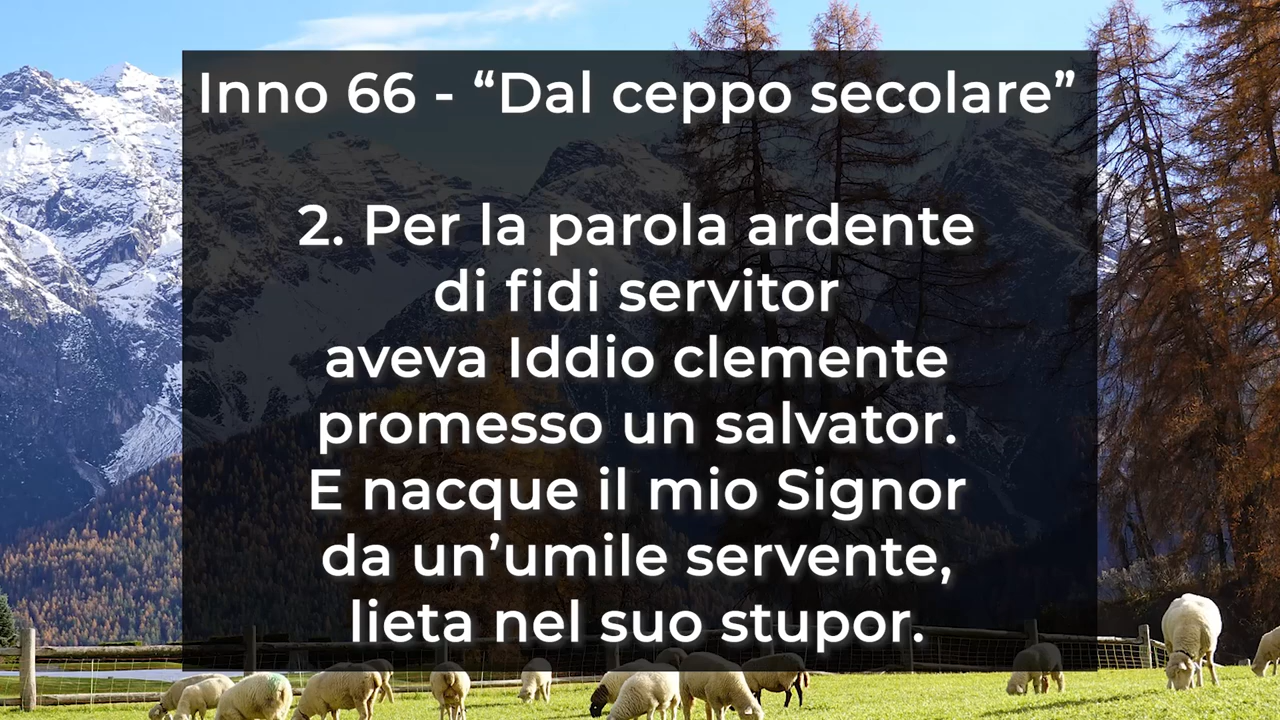 Inno 66 - “Dal ceppo secolare”
2. Per la parola ardente
di fidi servitor
aveva Iddio clemente
promesso un salvator.
E nacque il mio Signor
da un’umile servente,
lieta nel suo stupor.